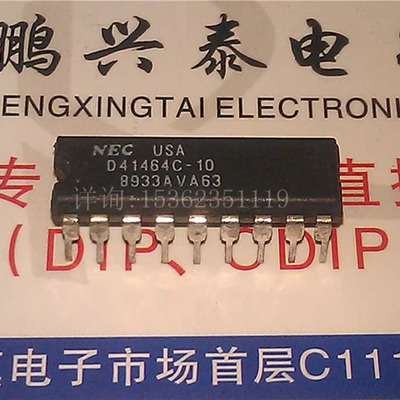 鹏兴泰电
ENGXINGTAI ELECTRON
NEC USA
D41464C-10
8933AVA63
详询:15362351119
专
直
(DIP、CDIP
电子市场首层C111